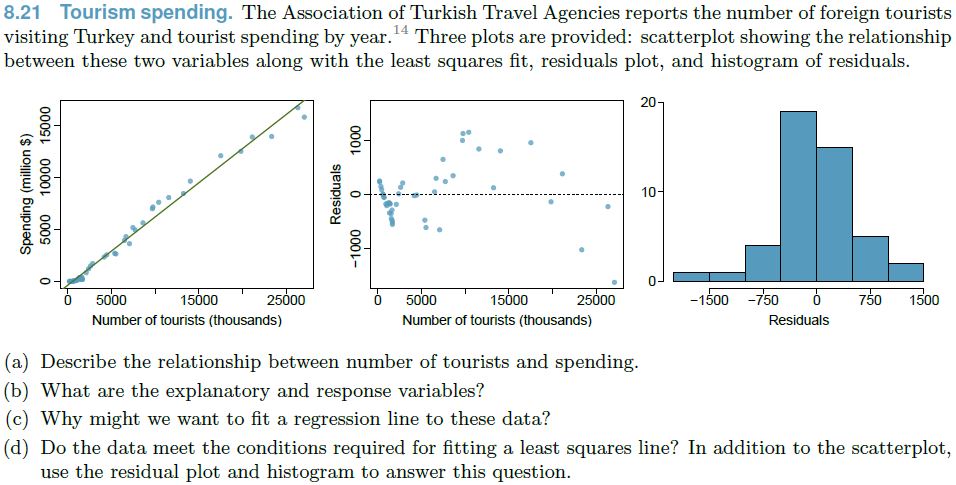 8.21 Tourism spending. The Association of Turkish Travel Agencies reports the number of foreign tourists
visiting Turkey and tourist spending by year.14 Three plots are provided: scatterplot showing the relationship
between these two variables along with the least squares fit, residuals plot, and histogram of residuals.
Spending (million $)
15000
10000
5000
0
0 5000 15000 25000
Number of tourists (thousands)
Residuals
1000
0
−1000
0 5000 15000 25000
Number of tourists (thousands)
20
10
0
−1500 −750 0 750 1500
Residuals
(a) Describe the relationship between number of tourists and spending.
(b) What are the explanatory and response variables?
(c) Why might we want to fit a regression line to these data?
(d) Do the data meet the conditions required for fitting a least squares line? In addition to the scatterplot,
use the residual plot and histogram to answer this question.